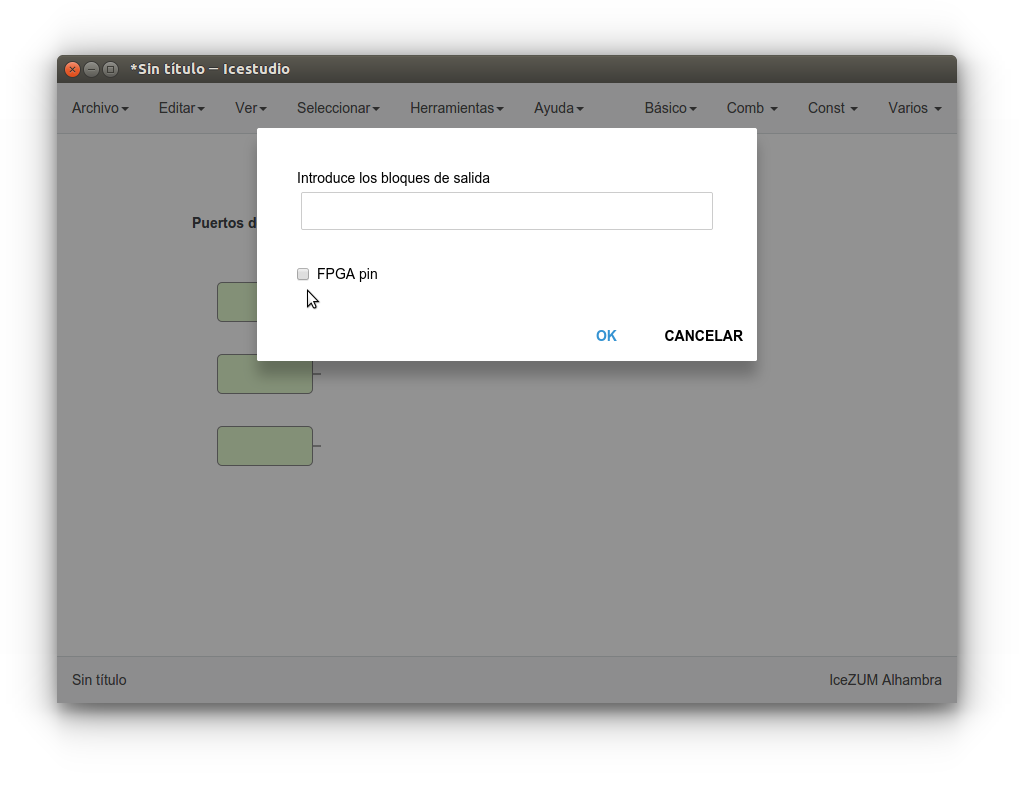 *Sin título — Icestudio
Archivo Editar Ver Seleccionar Herramientas Ayuda Básico Comb Const Varios
Introduce los bloques de salida
Puertos d
FPGA pin
OK CANCELAR
Sin título IceZUM Alhambra